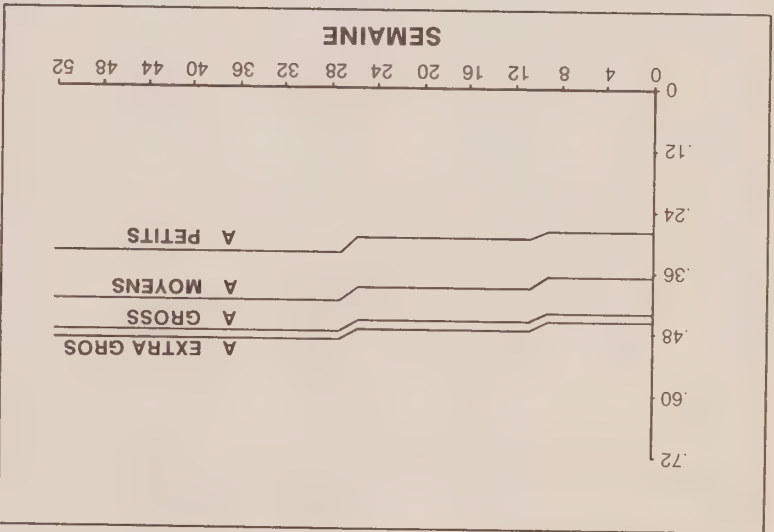 .72
.60
.48
A EXTRA GROS
A GROSS
A MOYENS
.36
A PETITS
.24
.12
0
0 4 8 12 16 20 24 28 32 36 40 44 48 52
SEMAINE